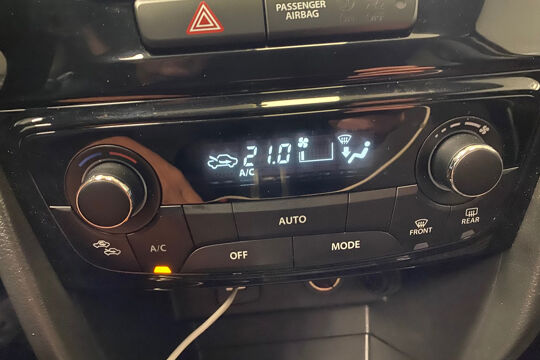 PASSENGER
AIRBAG
21.0
A/C
AUTO
A/C
OFF
MODE
FRONT
REAR